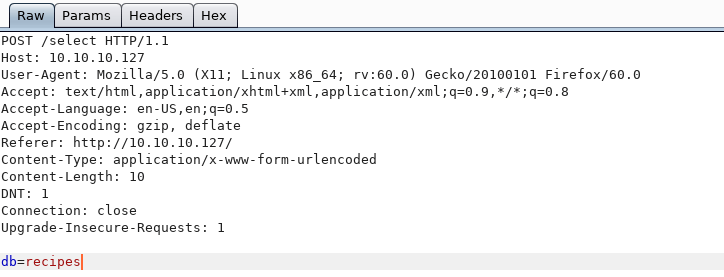 Raw Params Headers Hex
POST /select HTTP/1.1
Host: 10.10.10.127
User-Agent: Mozilla/5.0 (X11; Linux x86_64; rv:60.0) Gecko/20100101 Firefox/60.0
Accept: text/html,application/xhtml+xml,application/xml;q=0.9,*/*;q=0.8
Accept-Language: en-US,en;q=0.5
Accept-Encoding: gzip, deflate
Referer: http://10.10.10.127/
Content-Type: application/x-www-form-urlencoded
Content-Length: 10
DNT: 1
Connection: close
Upgrade-Insecure-Requests: 1
db=recipes